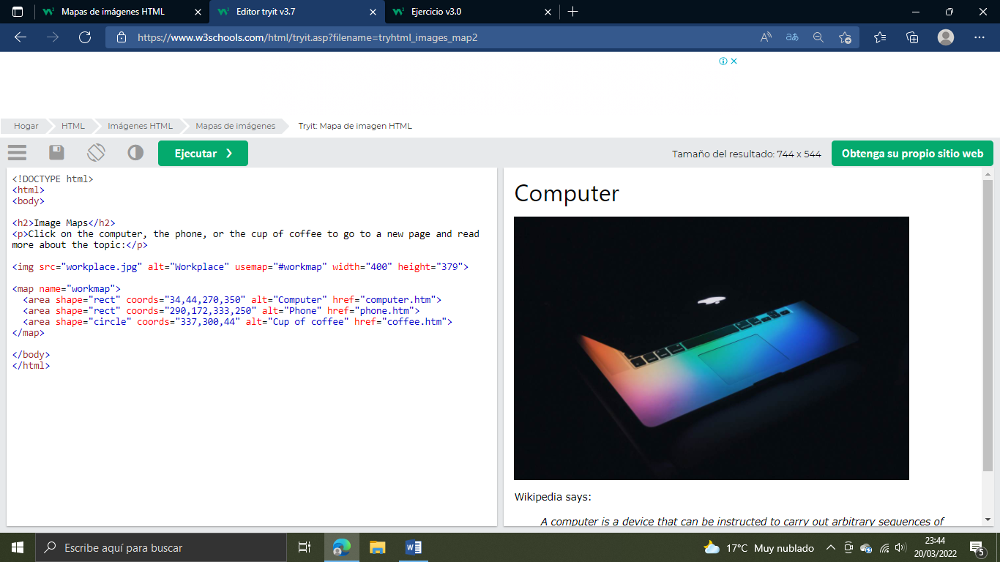 Mapas de imágenes HTML
Editor tryit v3.7
Ejercicio v3.0
https://www.w3schools.com/html/tryit.asp?filename=tryhtml_images_map2
Hogar
HTML
Imágenes HTML
Mapas de imágenes
Tryit: Mapa de imagen HTML
Ejecutar ❯
Tamaño del resultado: 744 x 544
Obtenga su propio sitio web
<!DOCTYPE html>
<html>
<body>
<h2>Image Maps</h2>
<p>Click on the computer, the phone, or the cup of coffee to go to a new page and read
more about the topic:</p>
<img src="workplace.jpg" alt="Workplace" usemap="#workmap" width="400" height="379">
<map name="workmap">
<area shape="rect" coords="34,44,270,350" alt="Computer" href="computer.htm">
<area shape="rect" coords="290,172,333,250" alt="Phone" href="phone.htm">
<area shape="circle" coords="337,300,44" alt="Cup of coffee" href="coffee.htm">
</map>
</body>
</html>
Computer
Wikipedia says:
A computer is a device that can be instructed to carry out arbitrary sequences of
Escribe aquí para buscar
17°C Muy nublado
23:44
20/03/2022
5